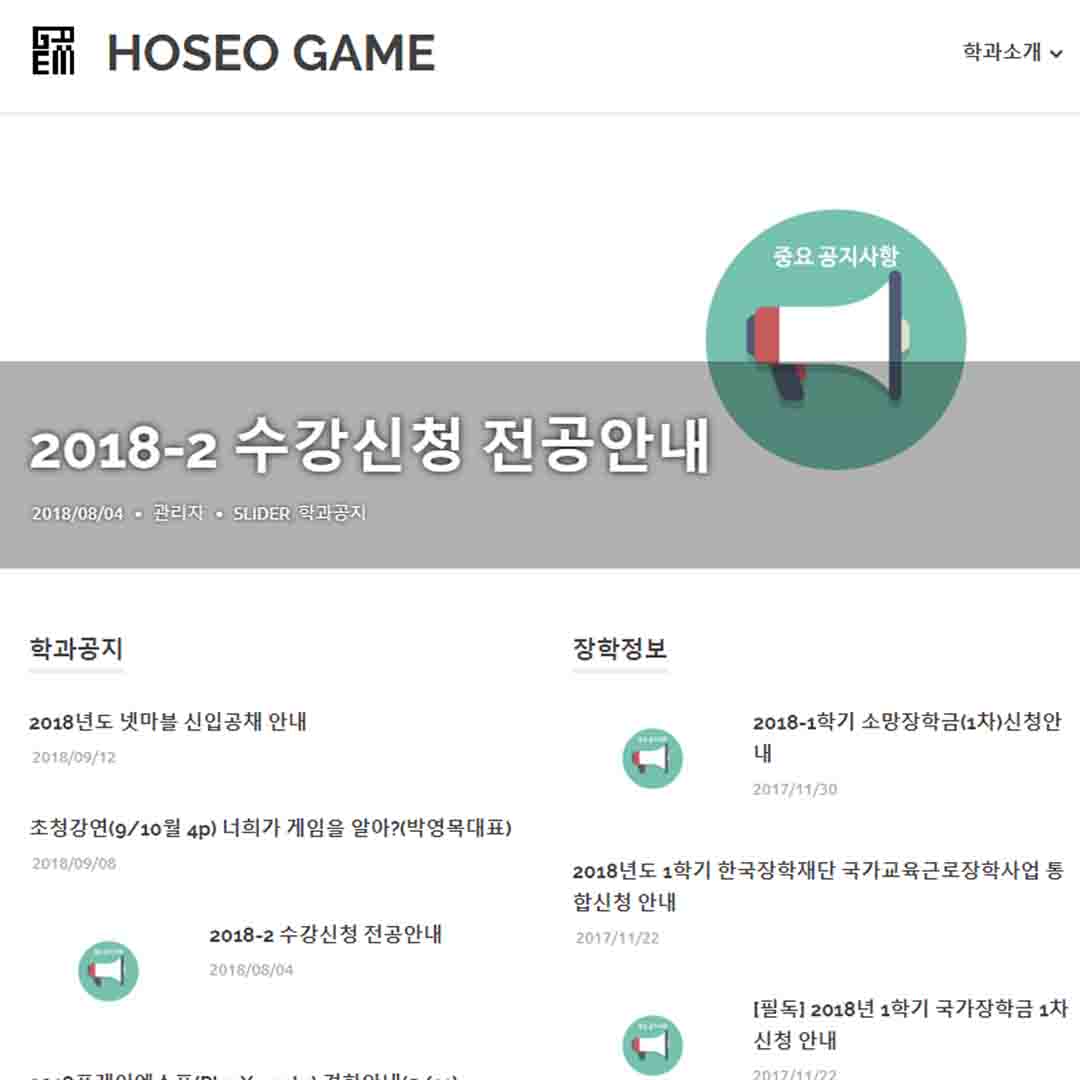 HOSEO GAME
학과소개
중요 공지사항
2018-2 수강신청 전공안내
2018/08/04 • 관리자 • SLIDER 학과공지
학과공지
2018년도 넷마블 신입공채 안내
2018/09/12
초청강연(9/10월 4p) 너희가 게임을 알아?(박영목대표)
2018/09/08
2018-2 수강신청 전공안내
2018/08/04
장학정보
2018-1학기 소망장학금(1차)신청안
내
2017/11/30
2018년도 1학기 한국장학재단 국가교육근로장학사업 통
합신청 안내
2017/11/22
[필독] 2018년 1학기 국가장학금 1차
신청 안내
2017/11/22